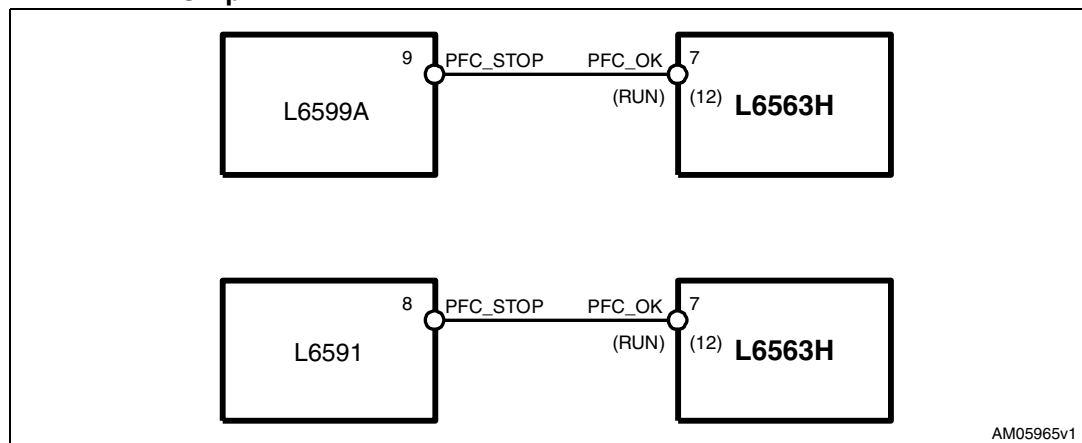 9 PFC_STOP PFC_OK 7
L6599A (RUN) (12) L6563H
8 PFC_STOP PFC_OK 7
L6591 (RUN) (12) L6563H
AM05965v1